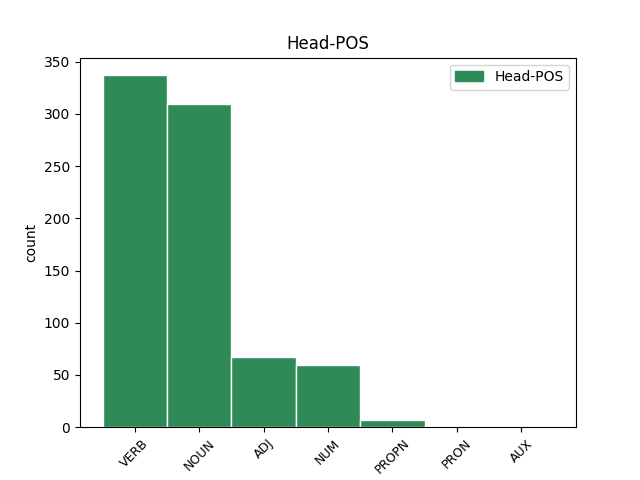 Head-POS
Head-POS
count
350
300
250
200
150
100
50
0
VERB
NOUN
ADJ
NUM
PROPN
PRON
AUX